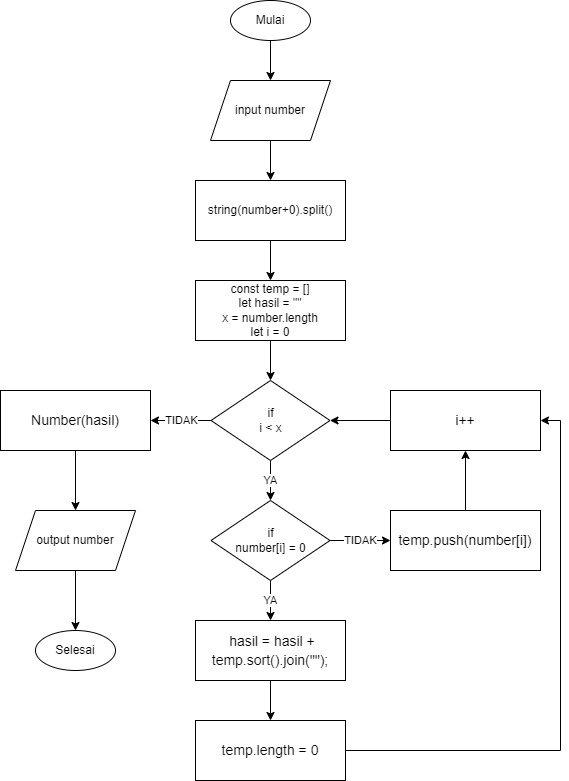 Mulai
input number
string(number+0).split()
const temp = []
let hasil = ""
x = number.length
let i = 0
if
i < x
TIDAK
Number(hasil)
output number
Selesai
YA
if
number[i] = 0
TIDAK
temp.push(number[i])
i++
YA
hasil = hasil +
temp.sort().join("");
temp.length = 0